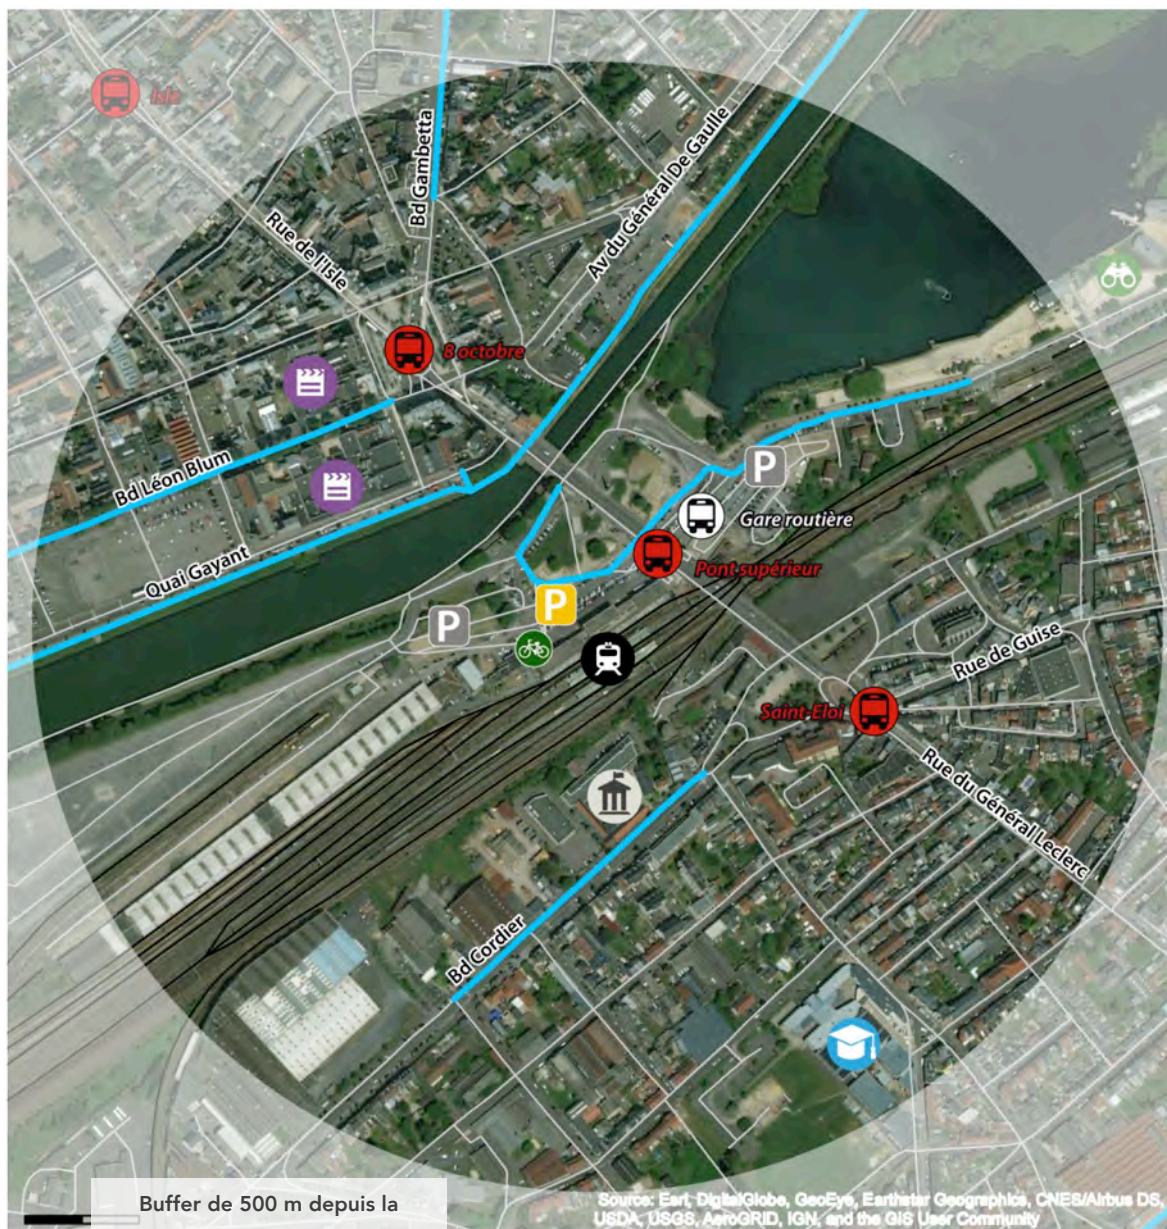 Isle
Bd Gambetta
Av du Général De Gaulle
Rue de l'Isle
8 octobre
Bd Léon Blum
Quai Gayant
P
Gare routière
Pont supérieur
P
P
Rue de Guise
Saint-Eloi
Rue du Général Leclerc
Bd Cordier
Buffer de 500 m depuis la
Source: Esri, DigitalGlobe, GeoEye, Earthstar Geographics, CNES/Airbus DS,
USDA, USGS, AeroGRID, IGN, and the GIS User Community